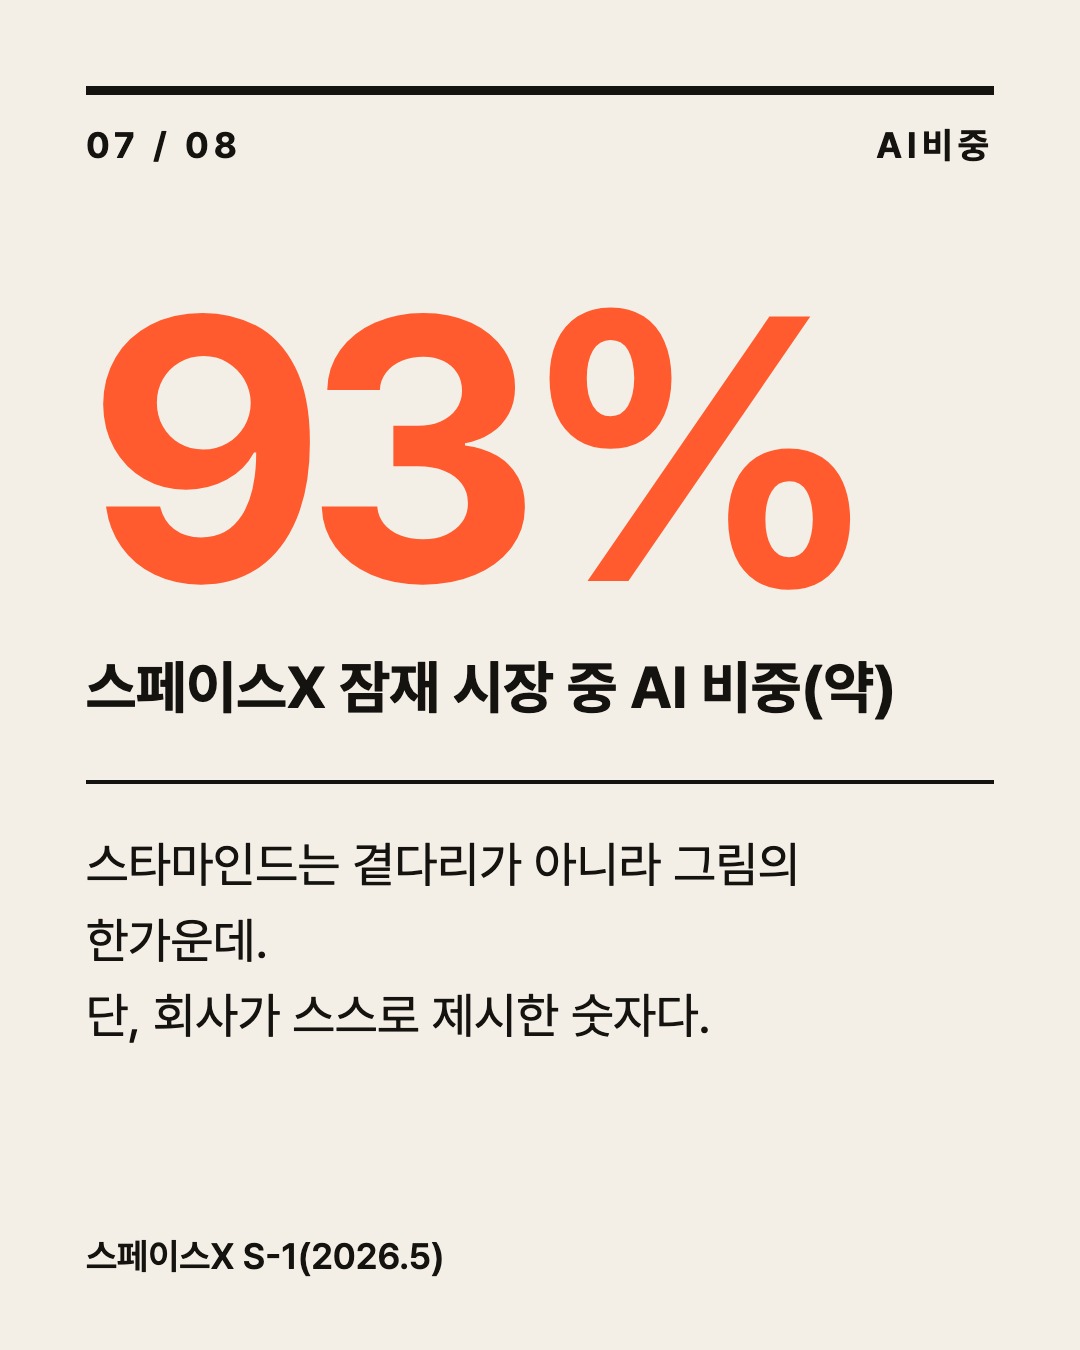 07 / 08
AI비중
93%
스페이스X 잠재 시장 중 AI 비중(약)
스타마인드는 곁다리가 아니라 그림의
한가운데.
단, 회사가 스스로 제시한 숫자다.
스페이스X S-1(2026.5)